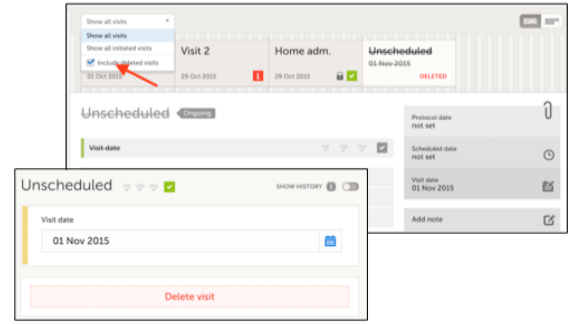 Show all visits
Show all visits
Show all initiated visits
Include deleted visits
01 Oct 2015
Visit 2
29 Oct 2015
Home adm.
29 Oct 2015
Unscheduled
01 Nov 2015
DELETED
Unscheduled
Ongoing
Visit date
Protocol date
not set
Scheduled date
not set
Visit date
01 Nov 2015
Add note
Unscheduled
SHOW HISTORY
Visit date
01 Nov 2015
Delete visit